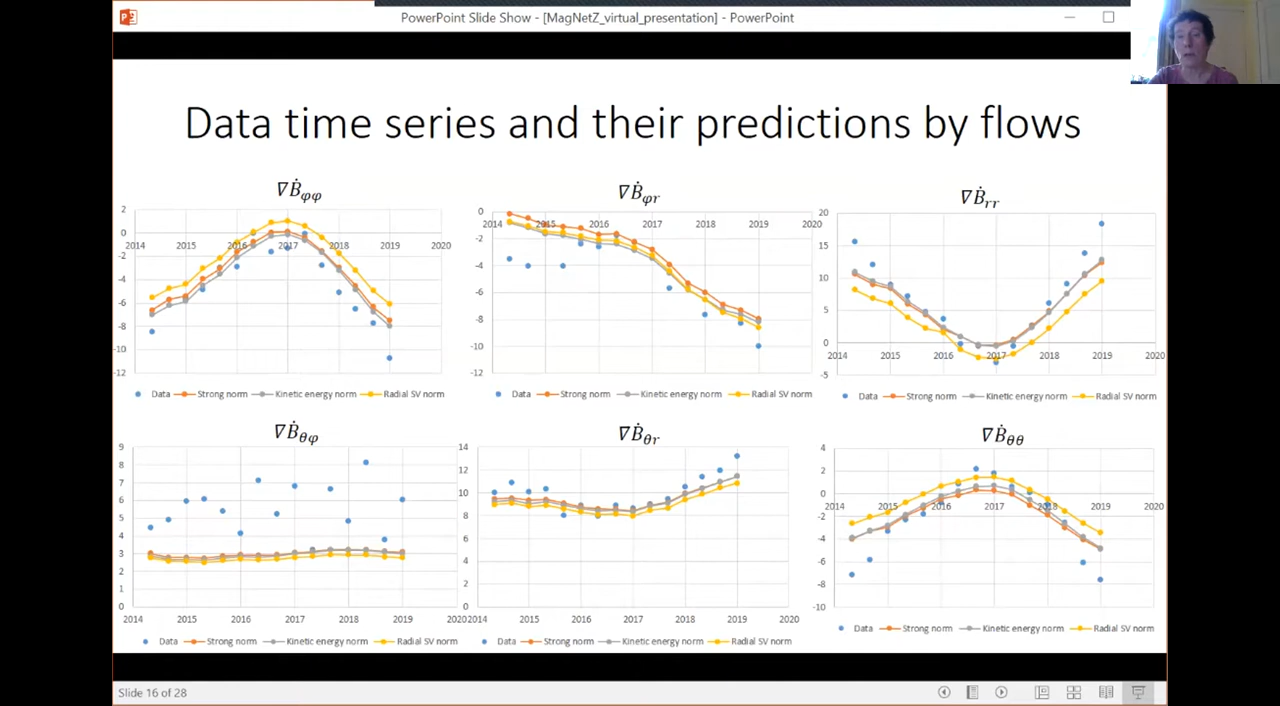 PowerPoint Slide Show - [MagNetZ_virtual_presentation] - PowerPoint
Data time series and their predictions by flows
∇Ḃφφ
2
0
-2
-4
-6
-8
-10
-12
2014 2015 2016 2017 2018 2019 2020
Data Strong norm Kinetic energy norm Radial SV norm
∇Ḃφr
0
-2
-4
-6
-8
-10
-12
2014 2015 2016 2017 2018 2019 2020
Data Strong norm Kinetic energy norm Radial SV norm
∇Ḃrr
20
15
10
5
0
-5
2014 2015 2016 2017 2018 2019 2020
Data Strong norm Kinetic energy norm Radial SV norm
∇Ḃθφ
9
8
7
6
5
4
3
2
1
0
2014 2015 2016 2017 2018 2019 2020
Data Strong norm Kinetic energy norm Radial SV norm
∇Ḃθr
14
12
10
8
6
4
2
0
2014 2015 2016 2017 2018 2019 2020
Data Strong norm Kinetic energy norm Radial SV norm
∇Ḃθθ
4
2
0
-2
-4
-6
-8
-10
2014 2015 2016 2017 2018 2019 2020
Data Strong norm Kinetic energy norm Radial SV norm
Slide 16 of 28